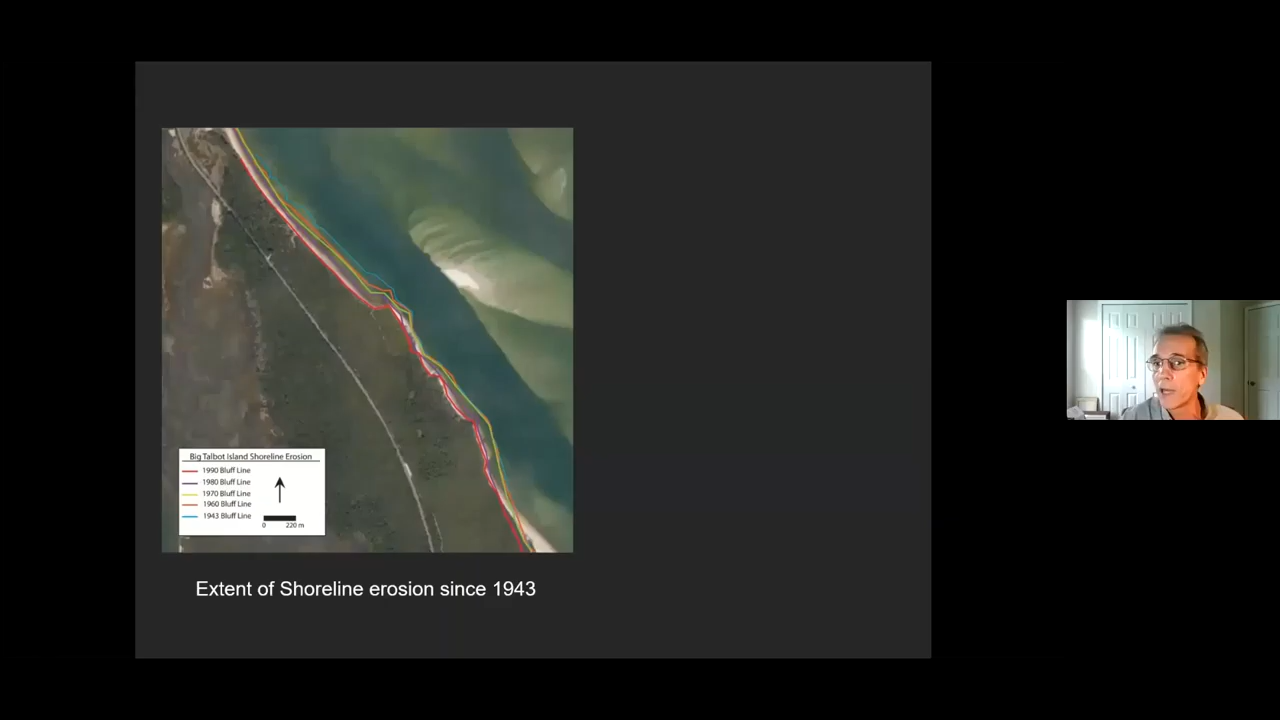 Big Talbot Island Shoreline Erosion
1990 Bluff Line
1980 Bluff Line
1970 Bluff Line
1960 Bluff Line
1943 Bluff Line
0 220 m
Extent of Shoreline erosion since 1943